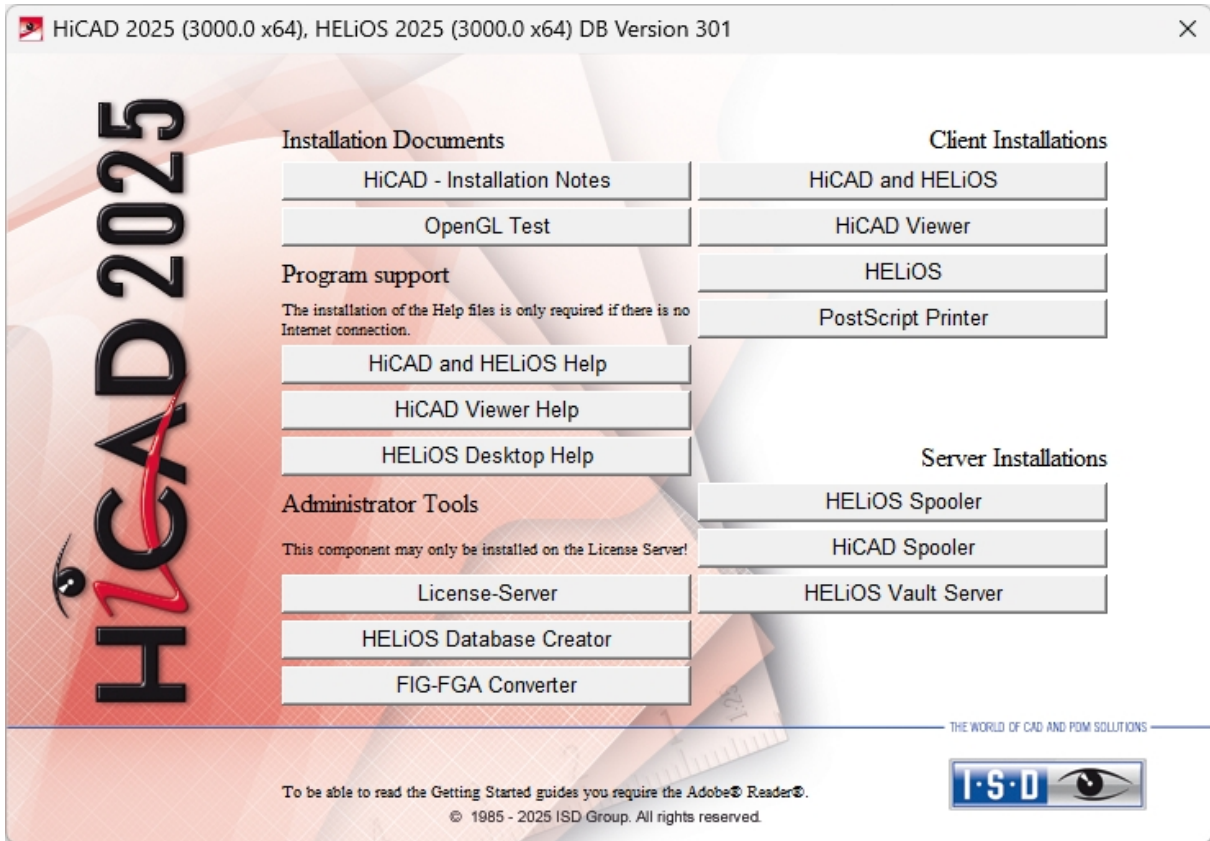 HiCAD 2025 (3000.0 x64), HELiOS 2025 (3000.0 x64) DB Version 301
HiCAD 2025
Installation Documents
HiCAD - Installation Notes
OpenGL Test
Program support
The installation of the Help files is only required if there is no
Internet connection.
HiCAD and HELiOS Help
HiCAD Viewer Help
HELiOS Desktop Help
Administrator Tools
This component may only be installed on the License Server!
License-Server
HELiOS Database Creator
FIG-FGA Converter
Client Installations
HiCAD and HELiOS
HiCAD Viewer
HELiOS
PostScript Printer
Server Installations
HELiOS Spooler
HiCAD Spooler
HELiOS Vault Server
THE WORLD OF CAD AND PDM SOLUTIONS
I·S·D
To be able to read the Getting Started guides you require the Adobe® Reader®.
© 1985 - 2025 ISD Group. All rights reserved.